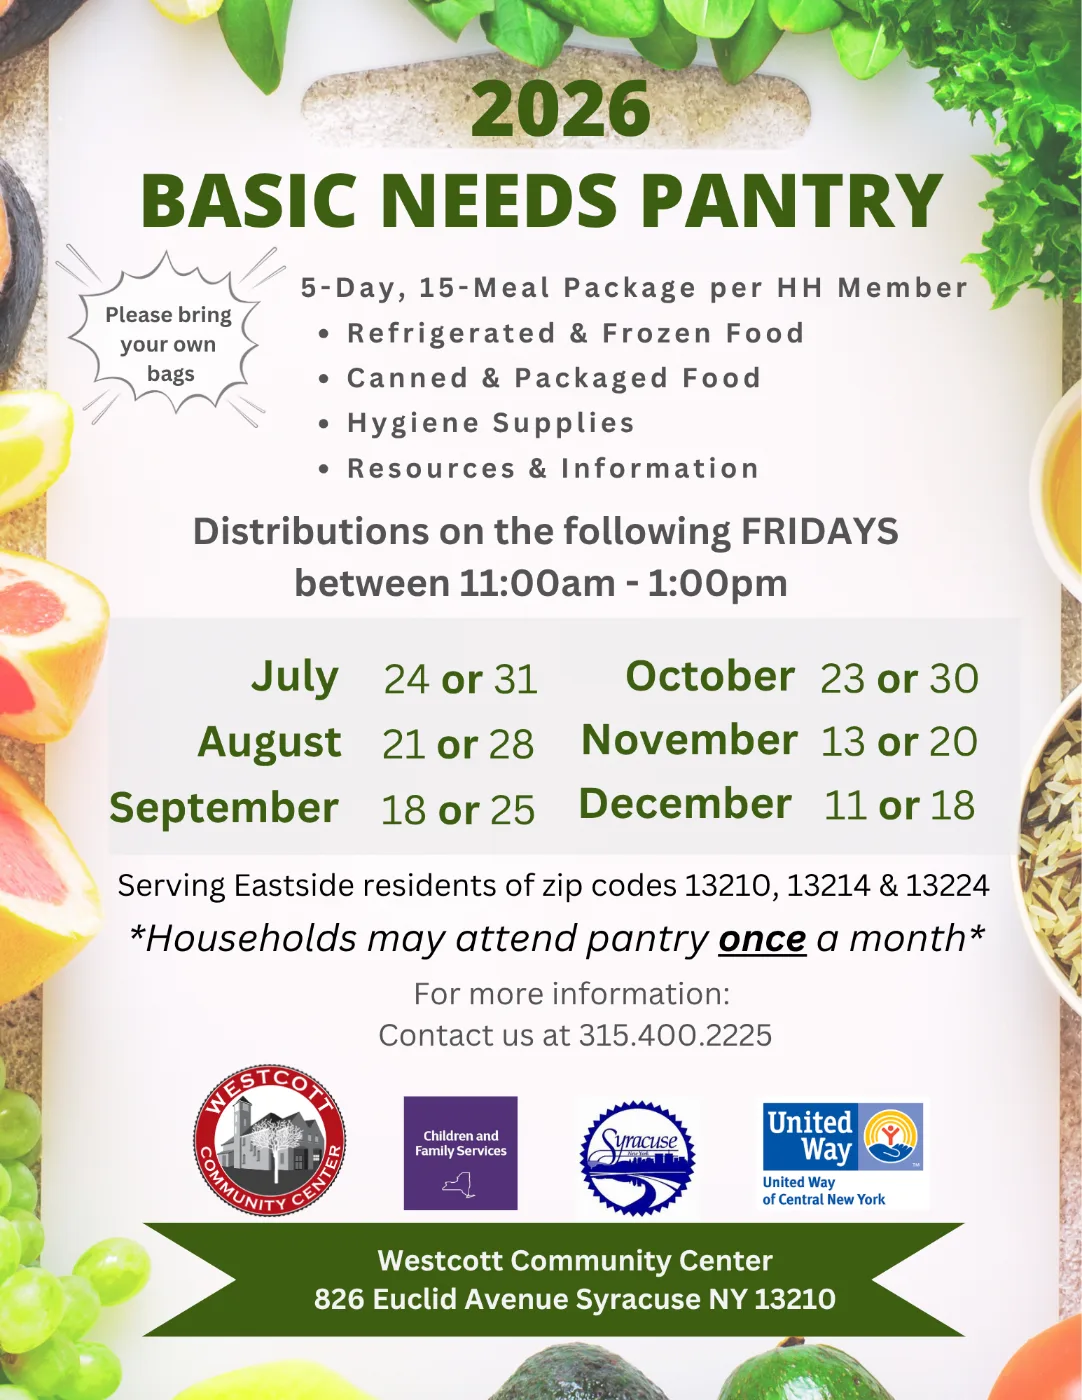 2026
BASIC NEEDS PANTRY
Please bring
your own
bags
5-Day, 15-Meal Package per HH Member
• Refrigerated & Frozen Food
• Canned & Packaged Food
• Hygiene Supplies
• Resources & Information
Distributions on the following FRIDAYS
between 11:00am - 1:00pm
July 24 or 31
August 21 or 28
September 18 or 25
October 23 or 30
November 13 or 20
December 11 or 18
Serving Eastside residents of zip codes 13210, 13214 & 13224
*Households may attend pantry once a month*
For more information:
Contact us at 315.400.2225
WESTCOTT
COMMUNITY CENTER
Children and
Family Services
Syracuse
New York
United
Way
TM
United Way
of Central New York
Westcott Community Center
826 Euclid Avenue Syracuse NY 13210